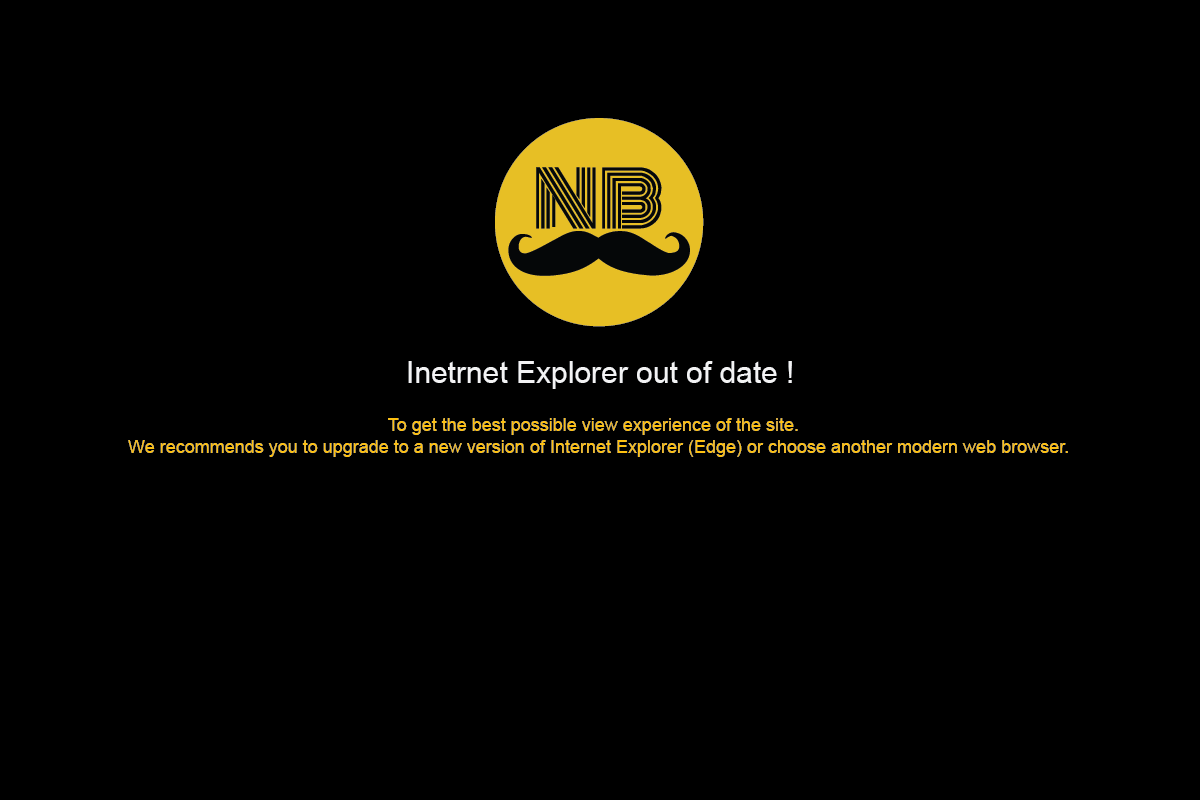 NB
Inetrnet Explorer out of date !
To get the best possible view experience of the site.
We recommends you to upgrade to a new version of Internet Explorer (Edge) or choose another modern web browser.